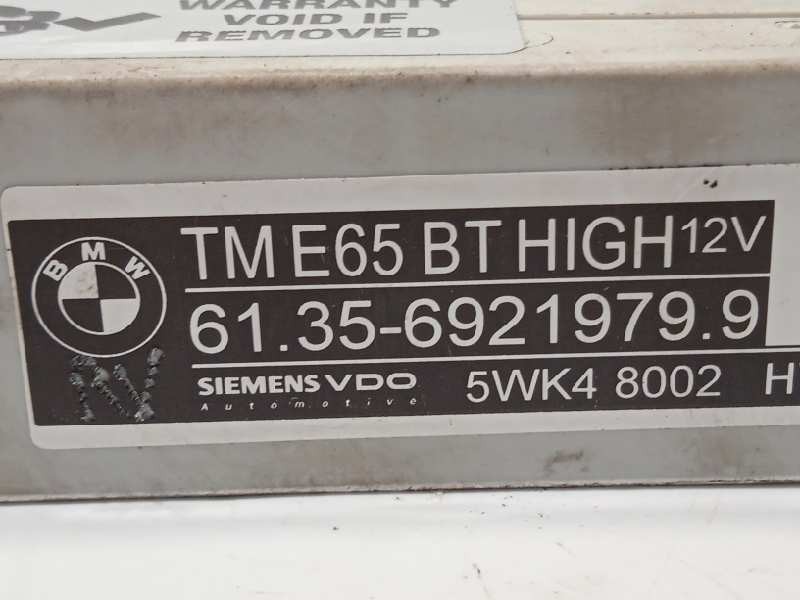 WARRANTY
VOID IF
REMOVED
BMW
TM E65 BT HIGH 12V
61.35-6921979.9
SIEMENS VDO
Automotive
5WK4 8002